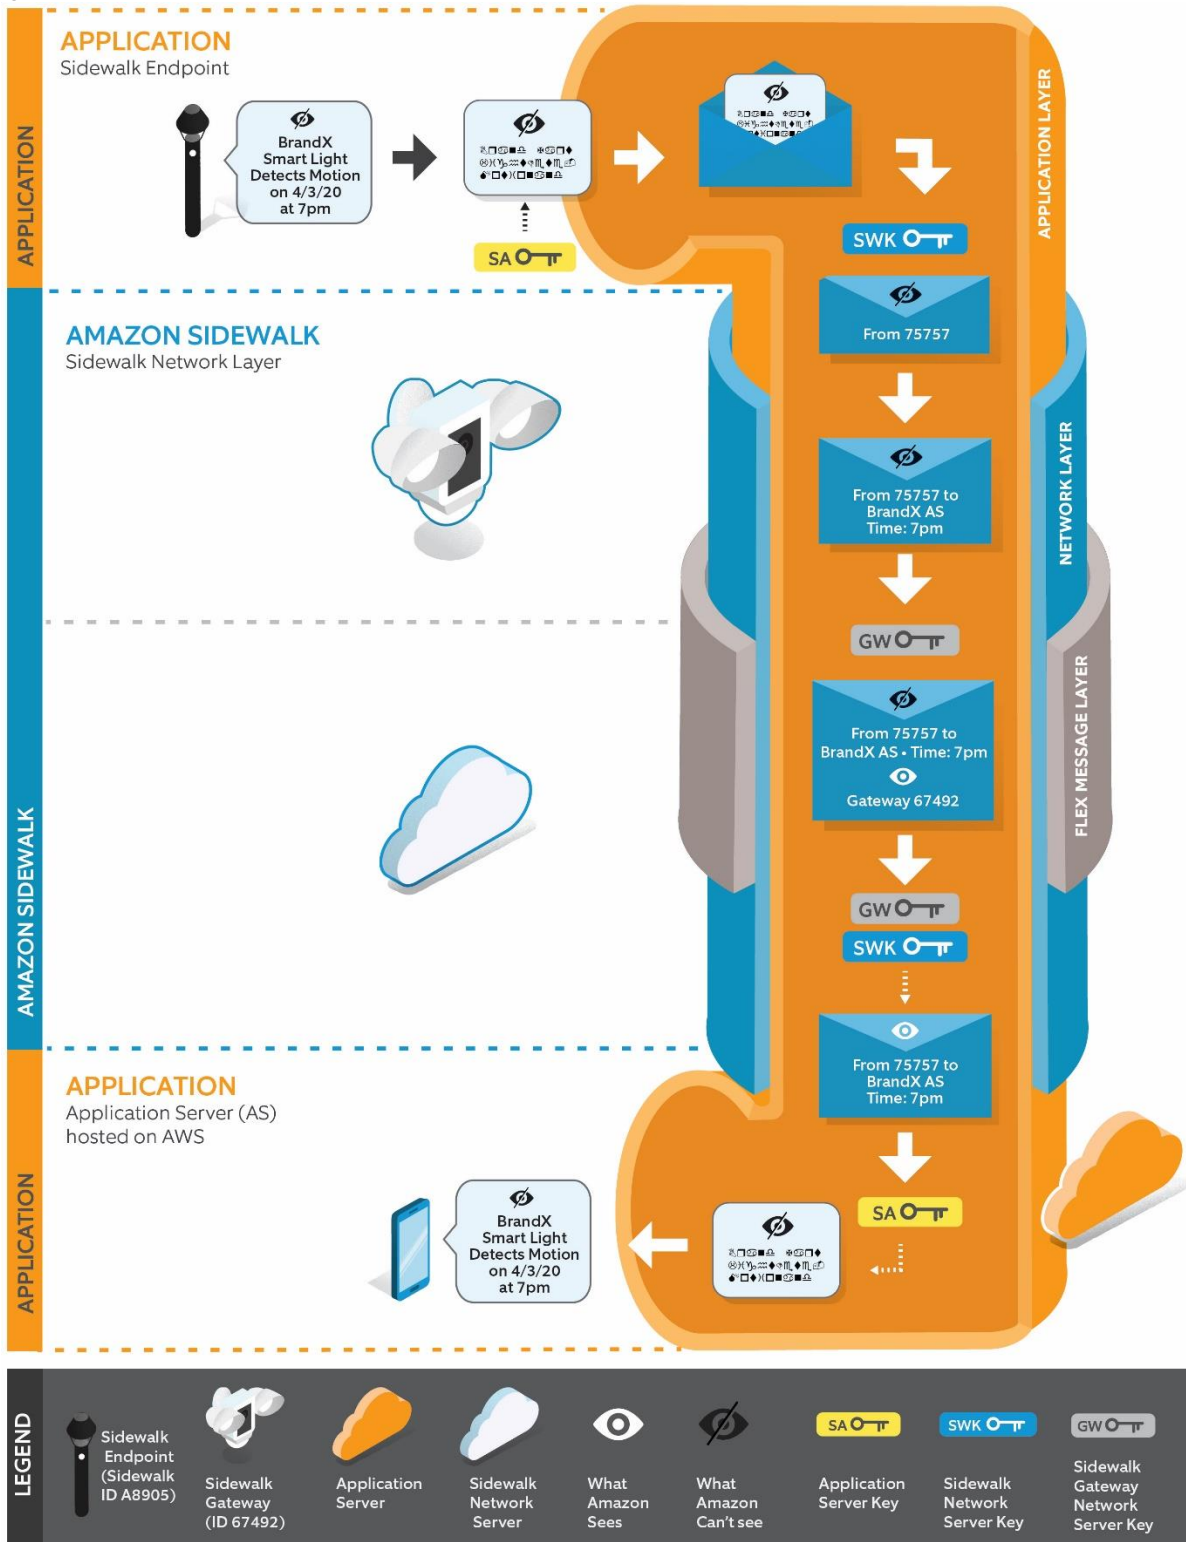 APPLICATION
Sidewalk Endpoint
APPLICATION
BrandX
Smart Light
Detects Motion
on 4/3/20
at 7pm
SA
SWK
APPLICATION LAYER
From 75757
AMAZON SIDEWALK
Sidewalk Network Layer
AMAZON SIDEWALK
From 75757 to
BrandX AS
Time: 7pm
NETWORK LAYER
GW
From 75757 to
BrandX AS • Time: 7pm
Gateway 67492
FLEX MESSAGE LAYER
GW
SWK
From 75757 to
BrandX AS
Time: 7pm
APPLICATION
Application Server (AS)
hosted on AWS
APPLICATION
BrandX
Smart Light
Detects Motion
on 4/3/20
at 7pm
SA
LEGEND
Sidewalk
Endpoint
(Sidewalk
ID A8905)
Sidewalk
Gateway
(ID 67492)
Application
Server
Sidewalk
Network
Server
What
Amazon
Sees
What
Amazon
Can't see
SA
Application
Server Key
SWK
Sidewalk
Network
Server Key
GW
Sidewalk
Gateway
Network
Server Key